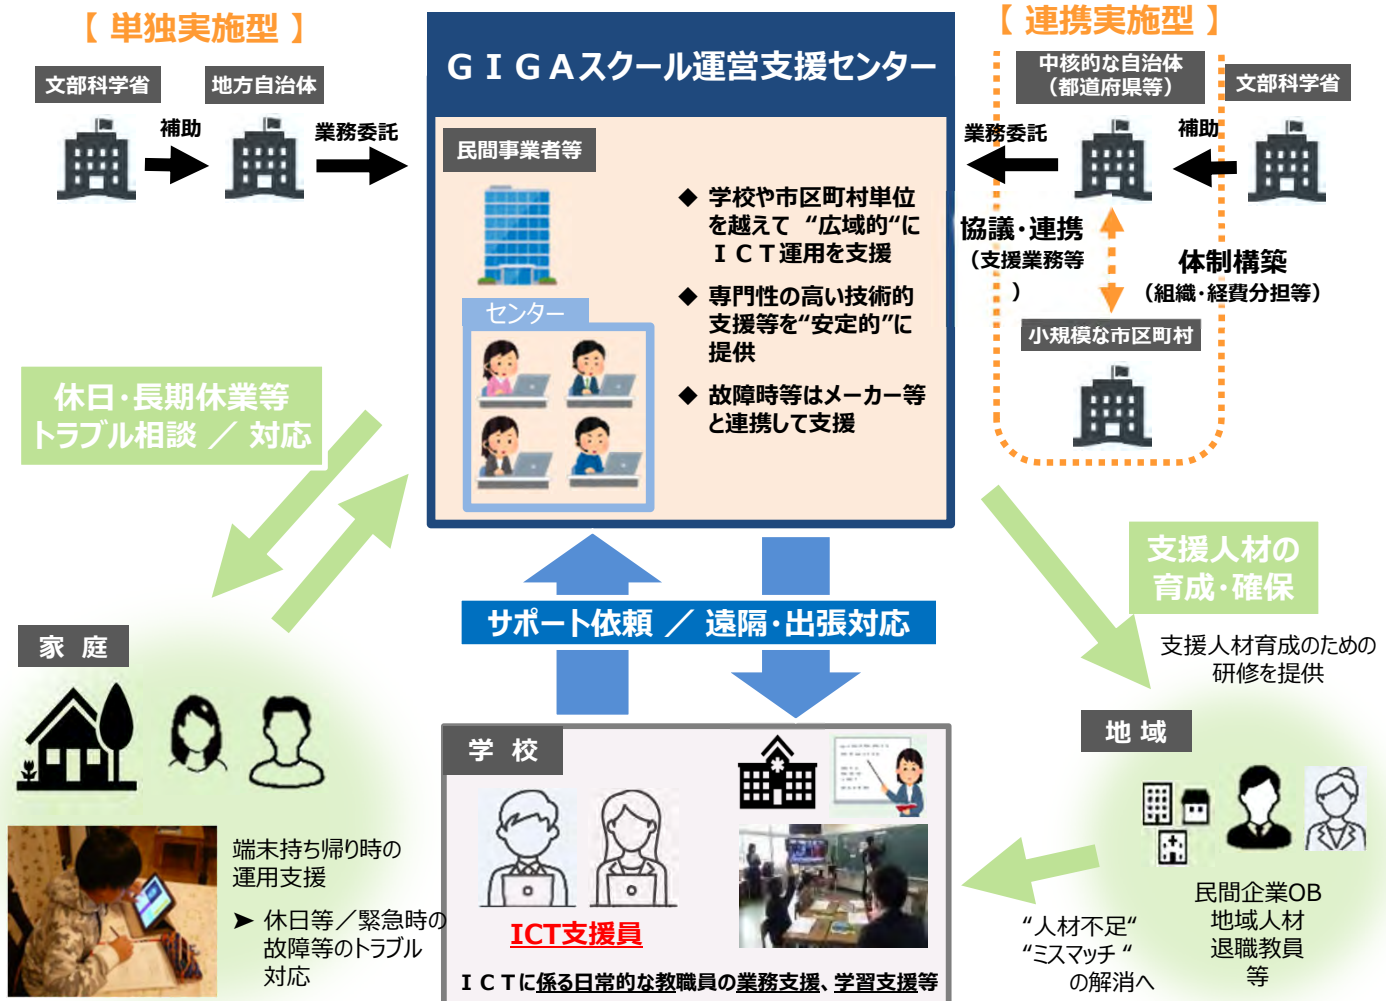 【 単独実施型 】
文部科学省
地方自治体
補助
業務委託
ＧＩＧＡスクール運営支援センター
民間事業者等
センター
◆ 学校や市区町村単位
を越えて “広域的“に
ＩＣＴ運用を支援
◆ 専門性の高い技術的
支援等を“安定的”に
提供
◆ 故障時等はメーカー等
と連携して支援
【 連携実施型 】
中核的な自治体
（都道府県等）
文部科学省
業務委託
補助
協議・連携
（支援業務等
）
体制構築
（組織・経費分担等）
小規模な市区町村
休日・長期休業等
トラブル相談 ／ 対応
サポート依頼 ／ 遠隔・出張対応
支援人材の
育成・確保
支援人材育成のための
研修を提供
家 庭
端末持ち帰り時の
運用支援
➤ 休日等／緊急時の
故障等のトラブル
対応
学 校
ICT支援員
ＩＣＴに係る日常的な教職員の業務支援、学習支援等
地 域
民間企業OB
地域人材
退職教員
等
“人材不足“
“ミスマッチ “
の解消へ